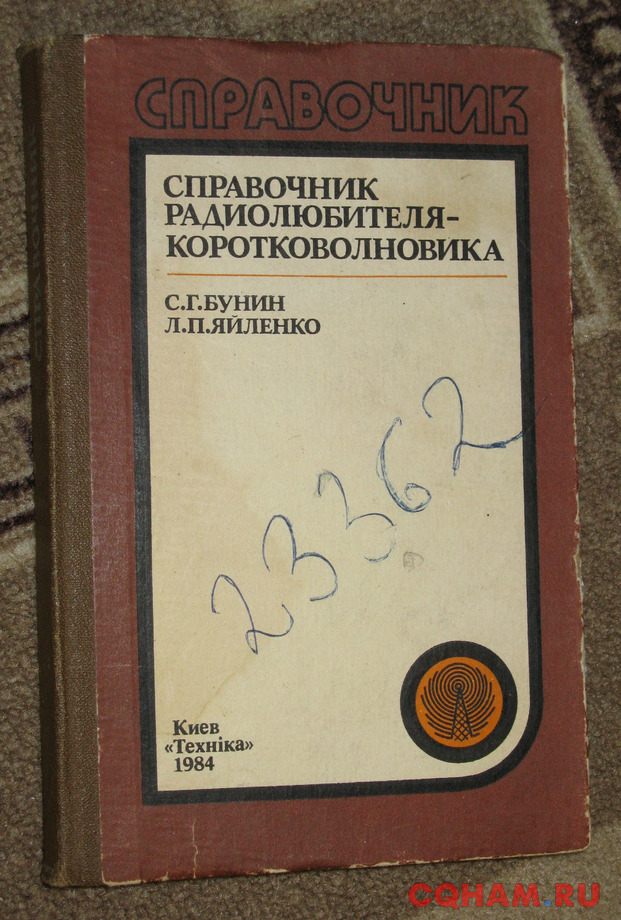 СПРАВОЧНИК
СПРАВОЧНИК
РАДИОЛЮБИТЕЛЯ-
КОРОТКОВОЛНОВИКА
С.Г.БУНИН
Л.П.ЯЙЛЕНКО
23362
Киев
«Техніка»
1984
CQHAM.RU